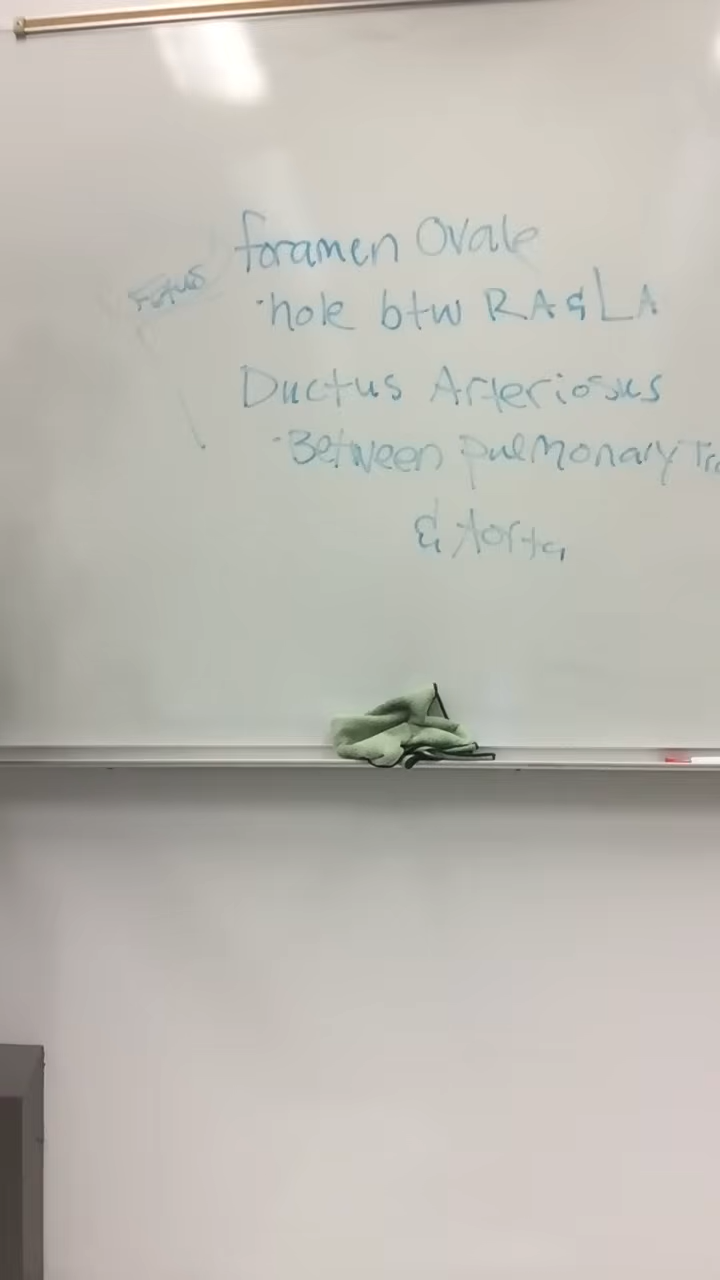 foramen Ovale
Fetus
·hole btw RA & LA
Ductus Arteriosus
·Between pulmonary
& Aorta